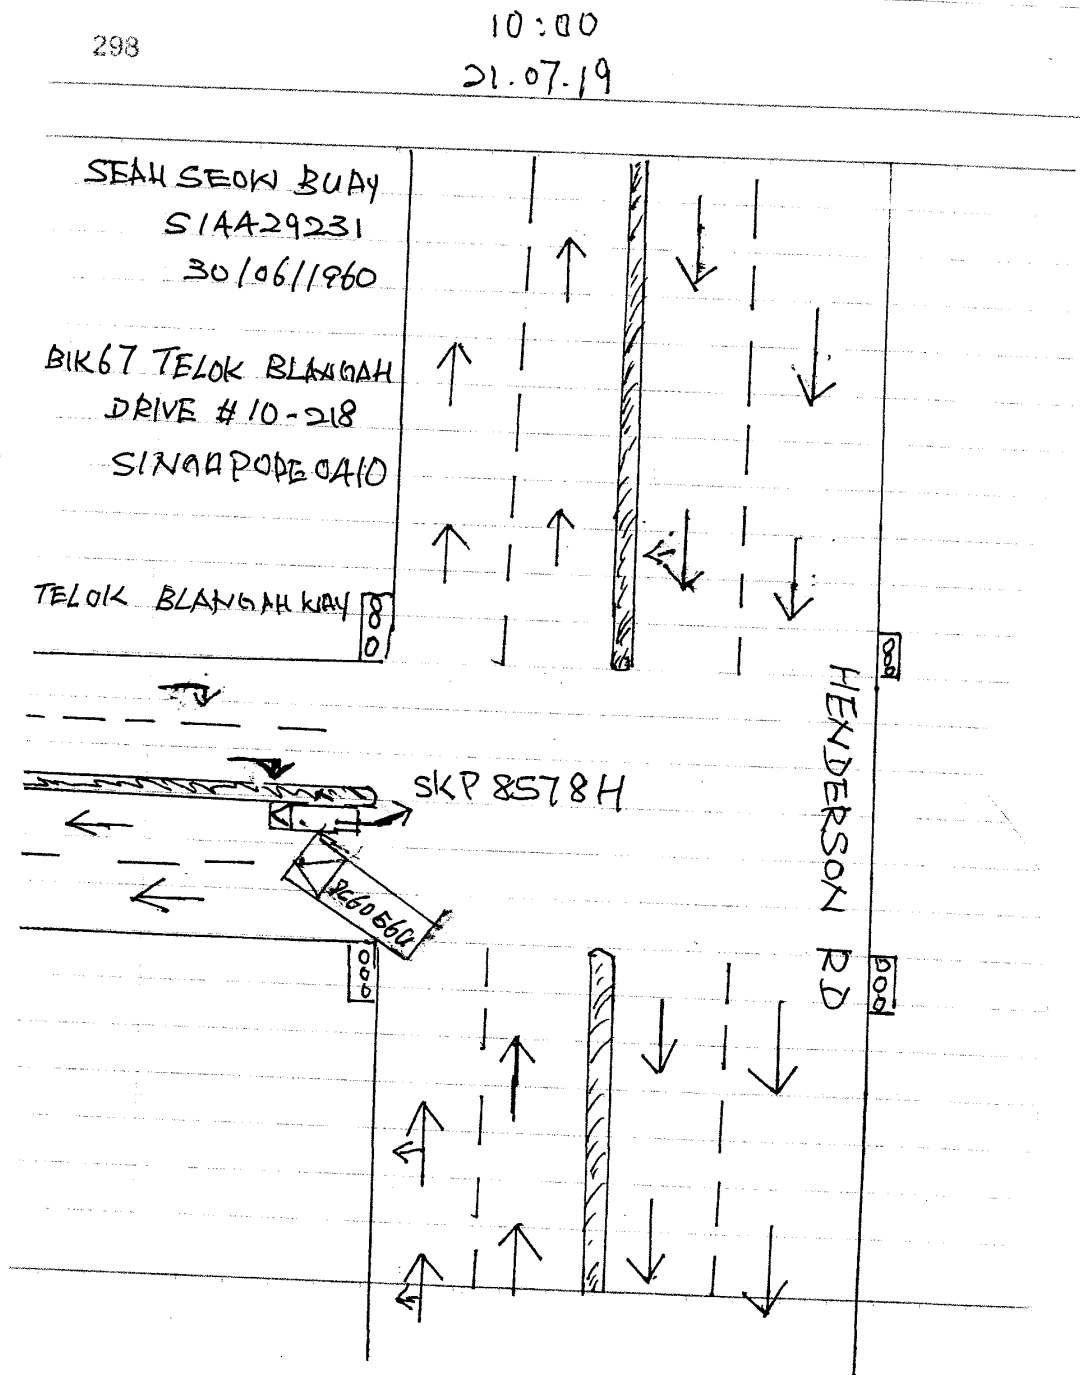 298
10:00
21.07.19
SEAH SEOW BUAY
S1442923I
30/06/1960
BIK67 TELOK BLANGAH
DRIVE #10-218
SINGAPORE 0410
TELOK BLANGAH WAY
HENDERSON RD
SKP 8578H